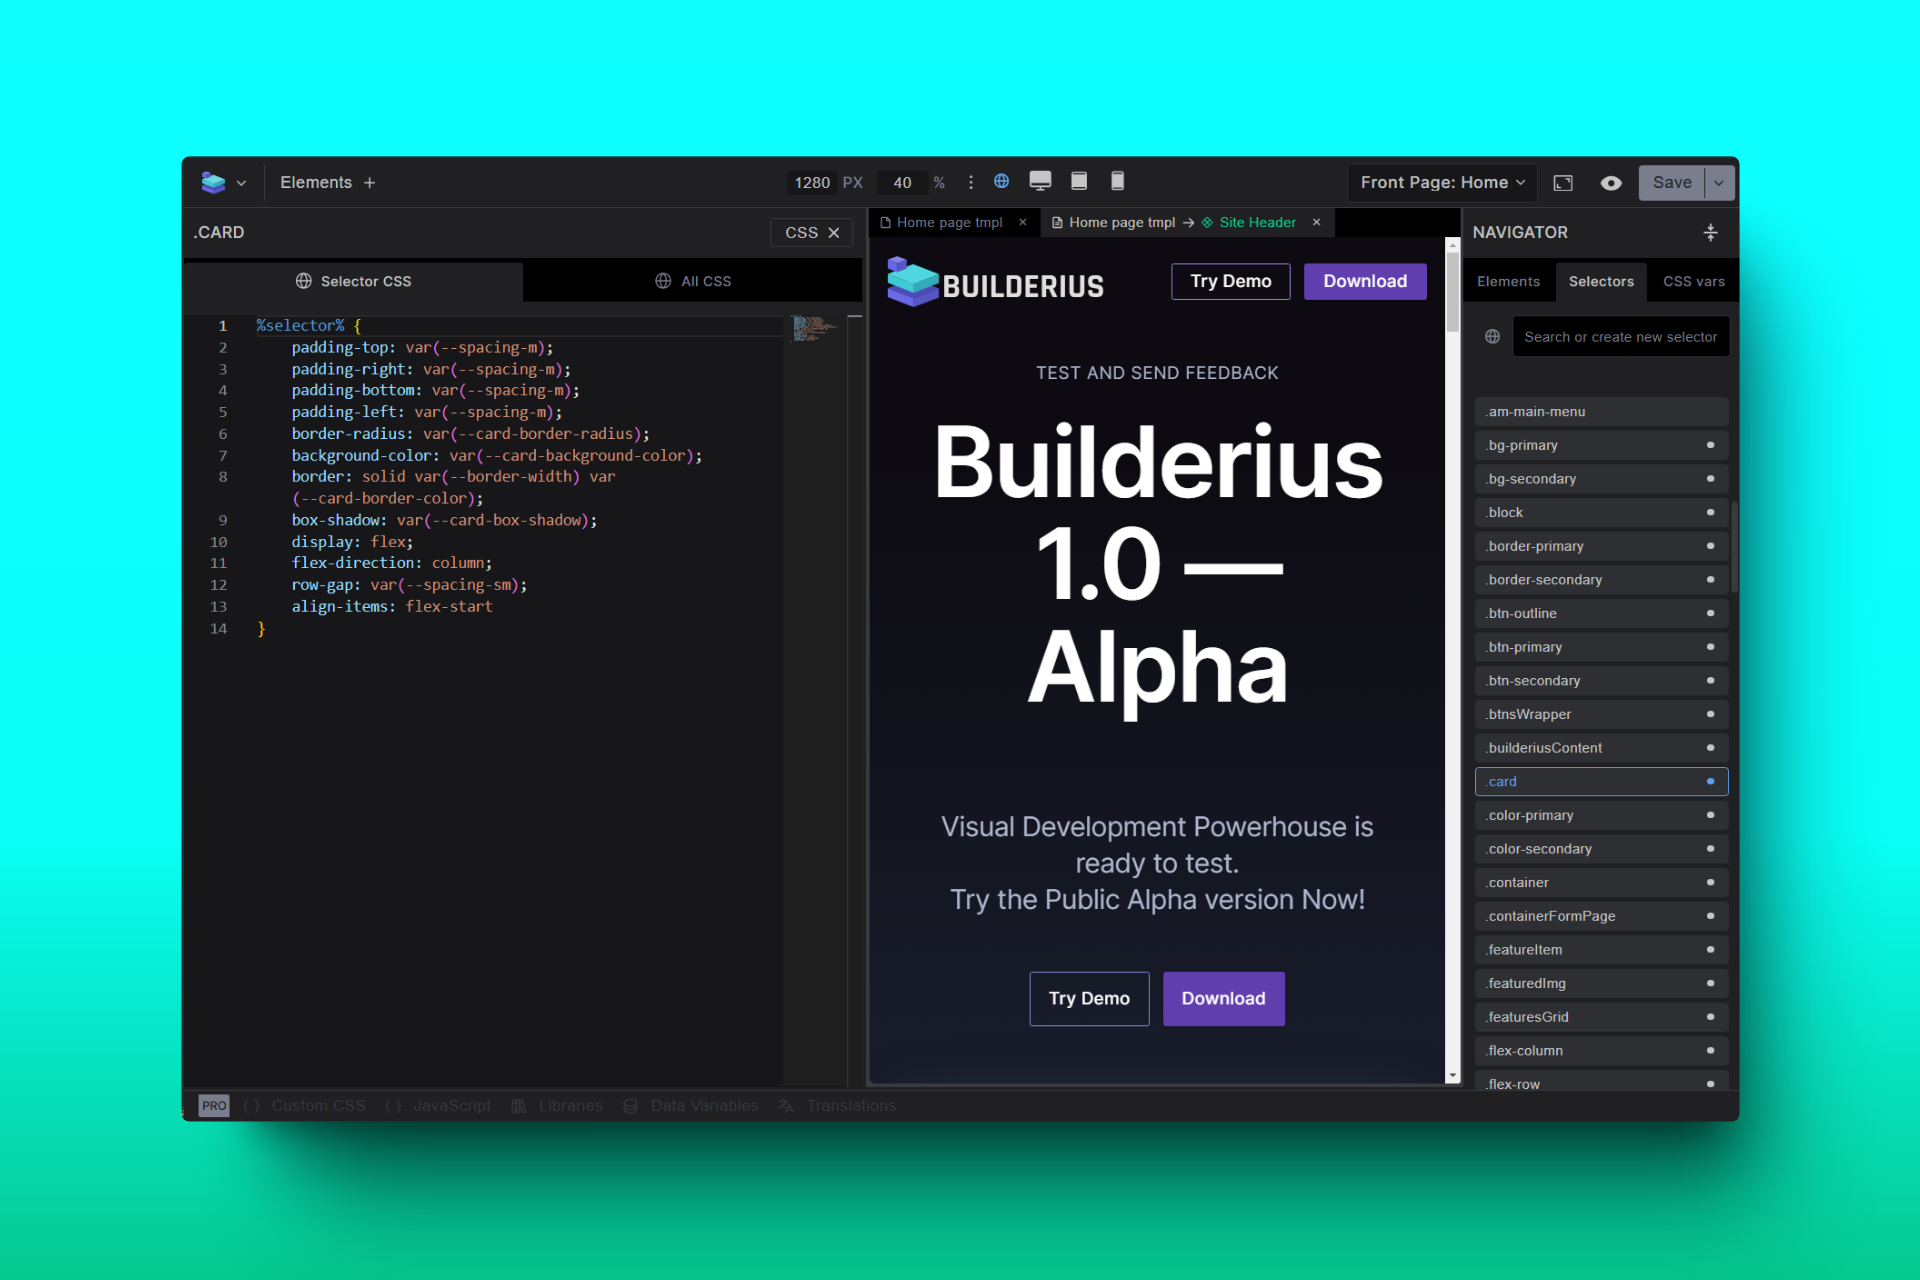 Elements +
1280 PX 40 %
Front Page: Home
Save
.CARD
CSS ×
Selector CSS
All CSS
1 %selector% {
2 padding-top: var(--spacing-m);
3 padding-right: var(--spacing-m);
4 padding-bottom: var(--spacing-m);
5 padding-left: var(--spacing-m);
6 border-radius: var(--card-border-radius);
7 background-color: var(--card-background-color);
8 border: solid var(--border-width) var
(--card-border-color);
9 box-shadow: var(--card-box-shadow);
10 display: flex;
11 flex-direction: column;
12 row-gap: var(--spacing-sm);
13 align-items: flex-start
14 }
Home page tmpl ×
Home page tmpl → Site Header ×
BUILDERIUS
Try Demo
Download
TEST AND SEND FEEDBACK
Builderius
1.0 —
Alpha
Visual Development Powerhouse is
ready to test.
Try the Public Alpha version Now!
Try Demo
Download
NAVIGATOR
Elements
Selectors
CSS vars
Search or create new selector
.am-main-menu
.bg-primary
.bg-secondary
.block
.border-primary
.border-secondary
.btn-outline
.btn-primary
.btn-secondary
.btnsWrapper
.builderiusContent
.card
.color-primary
.color-secondary
.container
.containerFormPage
.featureItem
.featuredImg
.featuresGrid
.flex-column
.flex-row
PRO
{ } Custom CSS
{ } JavaScript
Libraries
Data Variables
Translations